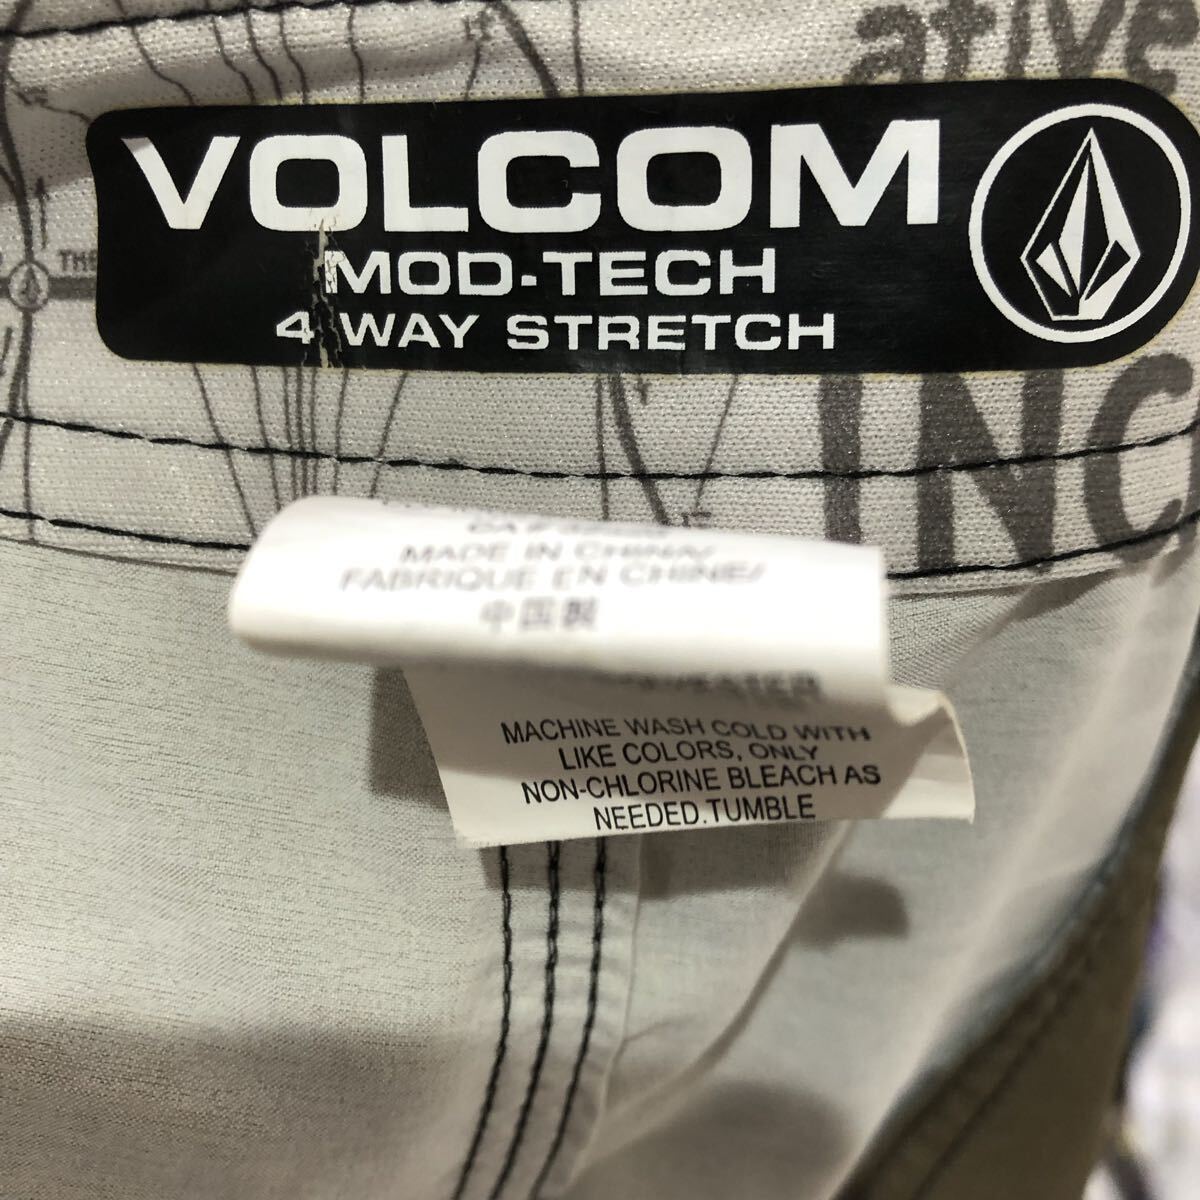 ative
VOLCOM
MOD-TECH
4 WAY STRETCH
THE
INC
MADE IN CHINA/
FABRIQUE EN CHINE/
中国製
MACHINE WASH COLD WITH
LIKE COLORS, ONLY
NON-CHLORINE BLEACH AS
NEEDED.TUMBLE